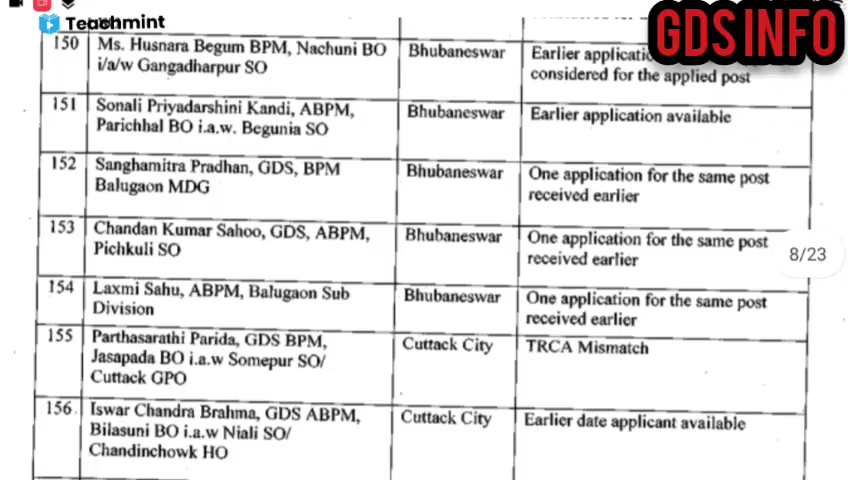 Teachmint
GDS INFO
150 Ms. Husnara Begum BPM, Nachuni BO Bhubaneswar Earlier
i/a/w Gangadharpur SO considered for the applied post
151 Sonali Priyadarshini Kandi, ABPM, Bhubaneswar Earlier application available
Parichhal BO i.a.w. Begunia SO
152 Sanghamitra Pradhan, GDS, BPM Bhubaneswar One application for the same post
Balugaon MDG received earlier
153 Chandan Kumar Sahoo, GDS, ABPM, Bhubaneswar One application for the same post
Pichkuli SO received earlier
8/23
154 Laxmi Sahu, ABPM, Balugaon Sub Bhubaneswar One application for the same post
Division received earlier
155 Parthasarathi Parida, GDS BPM, Cuttack City TRCA Mismatch
Jasapada BO i.a.w Somepur SO/
Cuttack GPO
156 Iswar Chandra Brahma, GDS ABPM, Cuttack City Earlier date applicant available
Bilasuni BO i.a.w Niali SO/
Chandinchowk HO